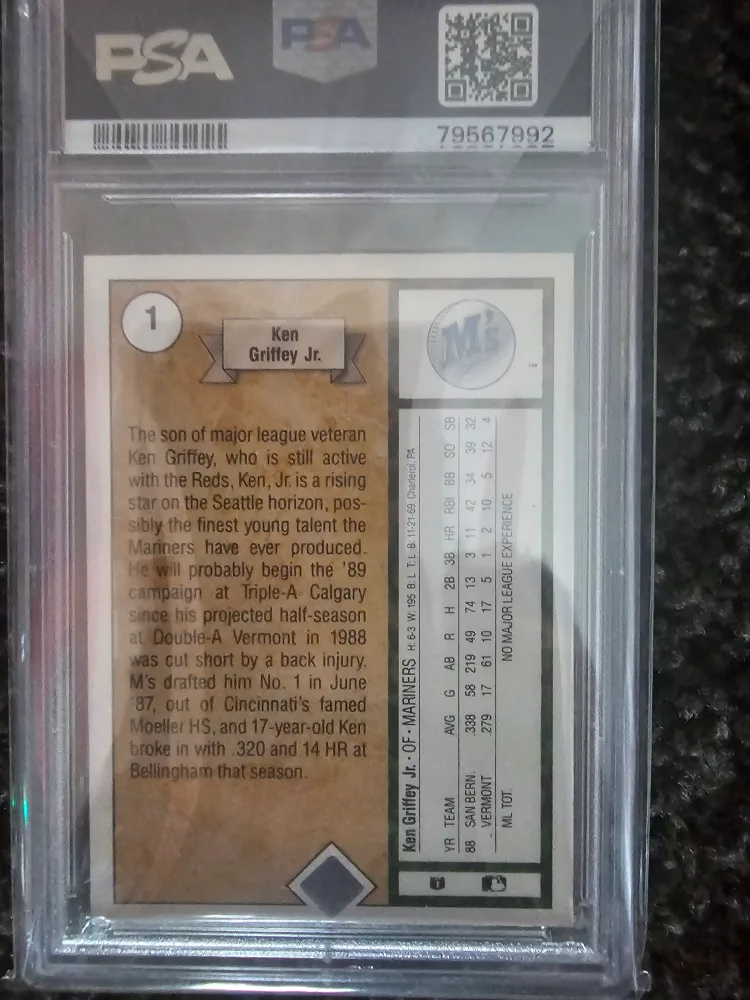 PSA
PSA
79567992
1
Ken
Griffey Jr.
The son of major league veteran
Ken Griffey, who is still active
with the Reds, Ken, Jr. is a rising
star on the Seattle horizon, pos-
sibly the finest young talent the
Mariners have ever produced.
He will probably begin the '89
campaign at Triple-A Calgary
since his projected half-season
at Double-A Vermont in 1988
was cut short by a back injury.
M's drafted him No. 1 in June
'87, out of Cincinnati's famed
Moeller HS, and 17-year-old Ken
broke in with .320 and 14 HR at
Bellingham that season.
M's
TM
Ken Griffey Jr. • OF • MARINERS H: 6-3 W: 195 B: L T: L B: 11-21-69 Charleroi, PA
YR TEAM AVG G AB R H 2B 3B HR RBI BB SO SB
88 SAN BERN. .338 58 219 49 74 13 3 11 42 34 39 32
VERMONT .279 17 61 10 17 5 1 2 10 5 12 4
ML TOT. NO MAJOR LEAGUE EXPERIENCE